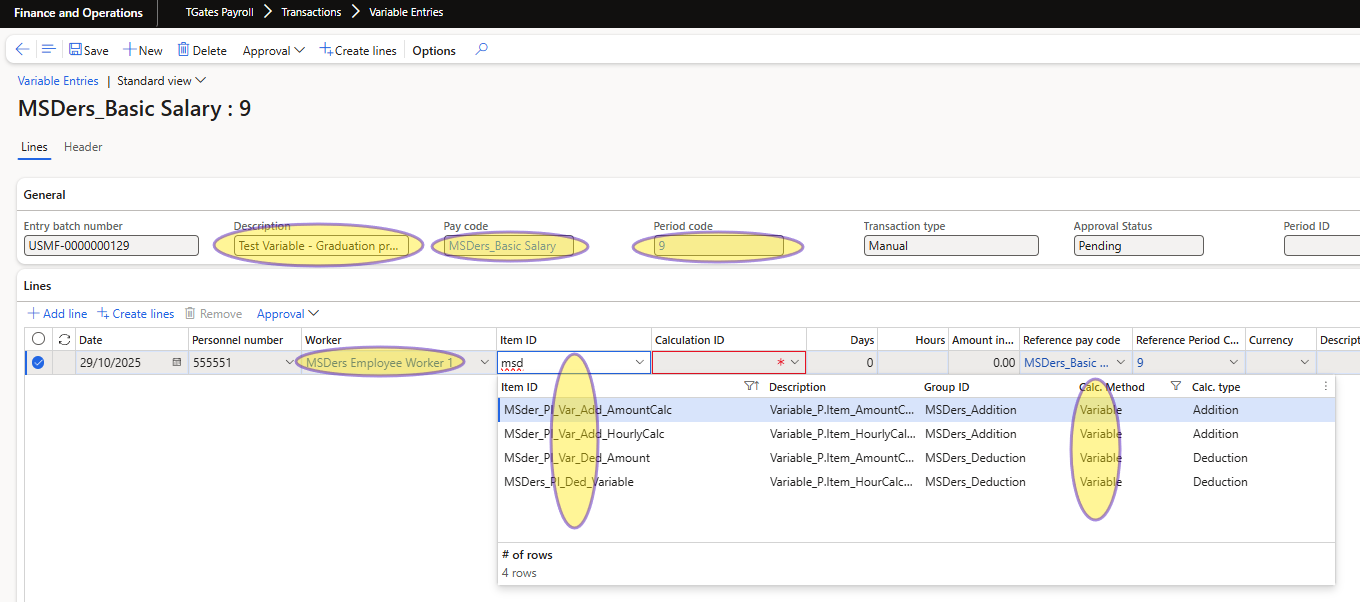 Finance and Operations TGates Payroll Transactions Variable Entries
Save New Delete Approval Create lines Options
Variable Entries | Standard view
MSDers_Basic Salary : 9
Lines Header
General
Entry batch number Description Pay code Period code Transaction type Approval Status Period ID
USMF-0000000129 Test Variable - Graduation pr... MSDers_Basic Salary 9 Manual Pending
Lines
Add line Create lines Remove Approval
Date Personnel number Worker Item ID Calculation ID Days Hours Amount in... Reference pay code Reference Period C... Currency Descript
29/10/2025 555551 MSDers Employee Worker 1 msd * 0 0.00 MSDers_Basic ... 9
Item ID Description Group ID Calc. Method Calc. type
MSder_PI_Var_Add_AmountCalc Variable_P.Item_AmountC... MSDers_Addition Variable Addition
MSder_PI_Var_Add_HourlyCalc Variable_P.Item_HourlyCal... MSDers_Addition Variable Addition
MSder_PI_Var_Ded_Amount Variable_P.Item_AmountC... MSDers_Deduction Variable Deduction
MSDers_PI_Ded_Variable Variable_P.Item_HourCalc... MSDers_Deduction Variable Deduction
# of rows
4 rows